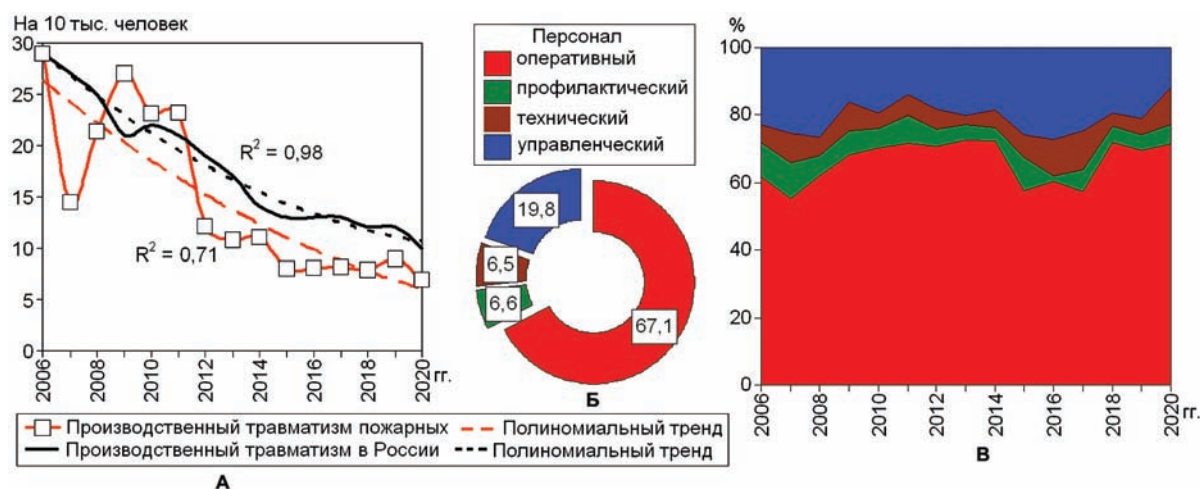 На 10 тыс. человек
30
25
20
15
10
5
0
R² = 0,98
R² = 0,71
2006
2008
2010
2012
2014
2016
2018
2020
гг.
Производственный травматизм пожарных
Полиномиальный тренд
Производственный травматизм в России
Полиномиальный тренд
А
Персонал
оперативный
профилактический
технический
управленческий
19,8
6,5
6,6
67,1
Б
%
100
80
60
40
20
0
2006
2008
2010
2012
2014
2016
2018
2020
гг.
В